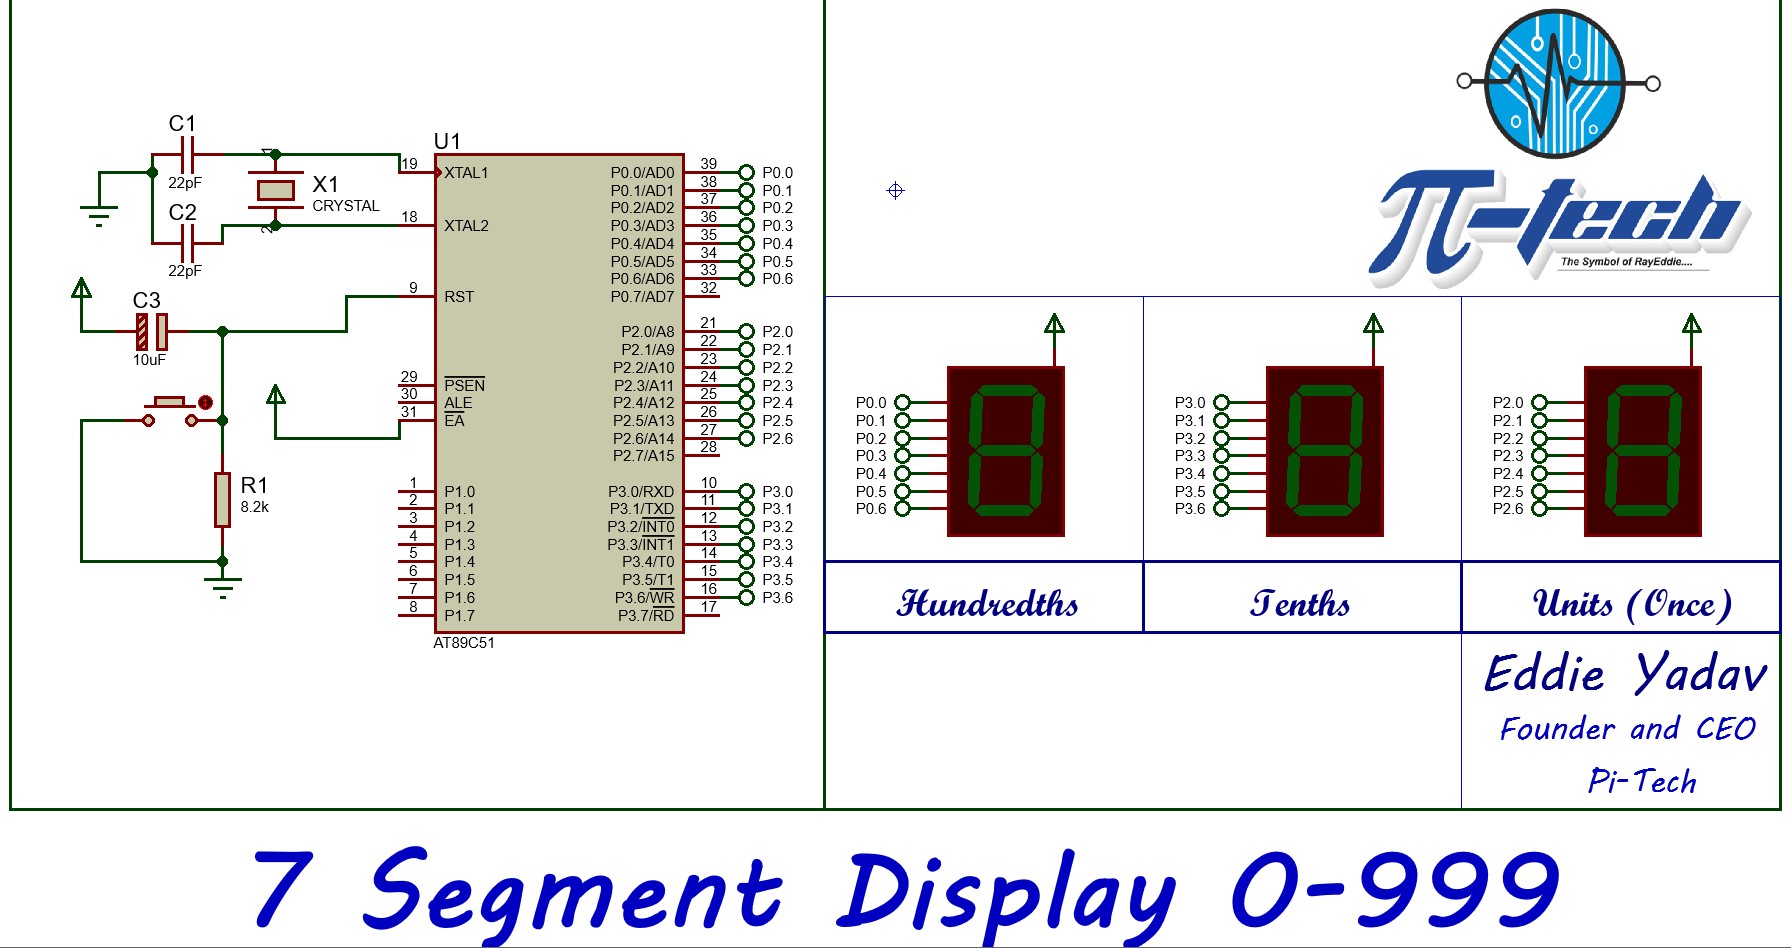 C1
22pF
C2
22pF
1
X1
CRYSTAL
2
C3
10uF
R1
8.2k
U1
19 XTAL1
18 XTAL2
9 RST
29 PSEN
30 ALE
31 EA
1 P1.0
2 P1.1
3 P1.2
4 P1.3
5 P1.4
6 P1.5
7 P1.6
8 P1.7
P0.0/AD0 39 P0.0
P0.1/AD1 38 P0.1
P0.2/AD2 37 P0.2
P0.3/AD3 36 P0.3
P0.4/AD4 35 P0.4
P0.5/AD5 34 P0.5
P0.6/AD6 33 P0.6
P0.7/AD7 32
P2.0/A8 21 P2.0
P2.1/A9 22 P2.1
P2.2/A10 23 P2.2
P2.3/A11 24 P2.3
P2.4/A12 25 P2.4
P2.5/A13 26 P2.5
P2.6/A14 27 P2.6
P2.7/A15 28
P3.0/RXD 10 P3.0
P3.1/TXD 11 P3.1
P3.2/INT0 12 P3.2
P3.3/INT1 13 P3.3
P3.4/T0 14 P3.4
P3.5/T1 15 P3.5
P3.6/WR 16 P3.6
P3.7/RD 17
AT89C51
π-tech
The Symbol of RayEddie....
P0.0
P0.1
P0.2
P0.3
P0.4
P0.5
P0.6
P3.0
P3.1
P3.2
P3.3
P3.4
P3.5
P3.6
P2.0
P2.1
P2.2
P2.3
P2.4
P2.5
P2.6
Hundredths
Tenths
Units (Once)
Eddie Yadav
Founder and CEO
Pi-Tech
7 Segment Display 0-999